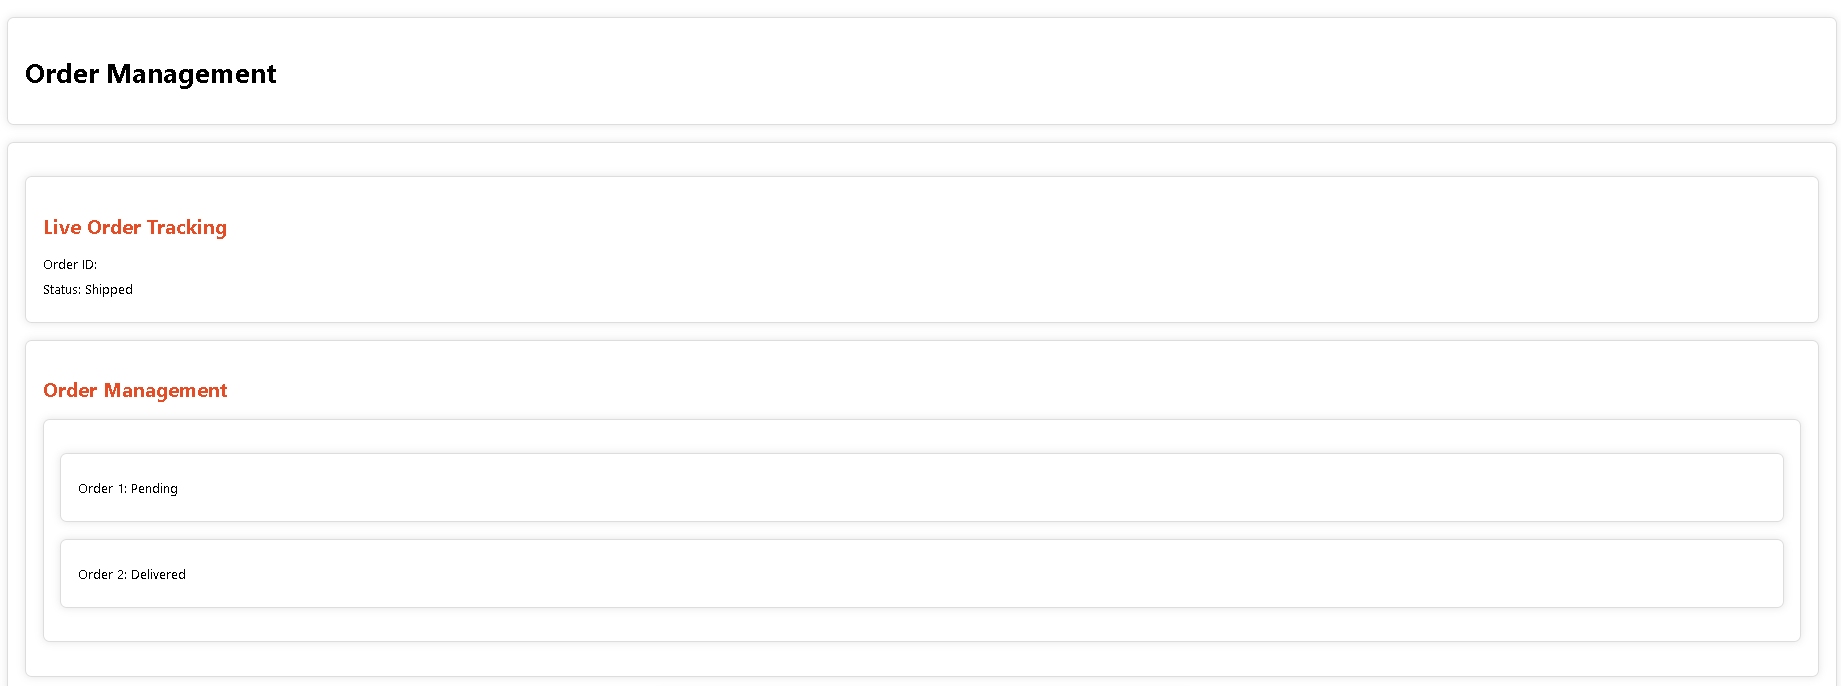 Order Management
Live Order Tracking
Order ID:
Status: Shipped
Order Management
Order 1: Pending
Order 2: Delivered